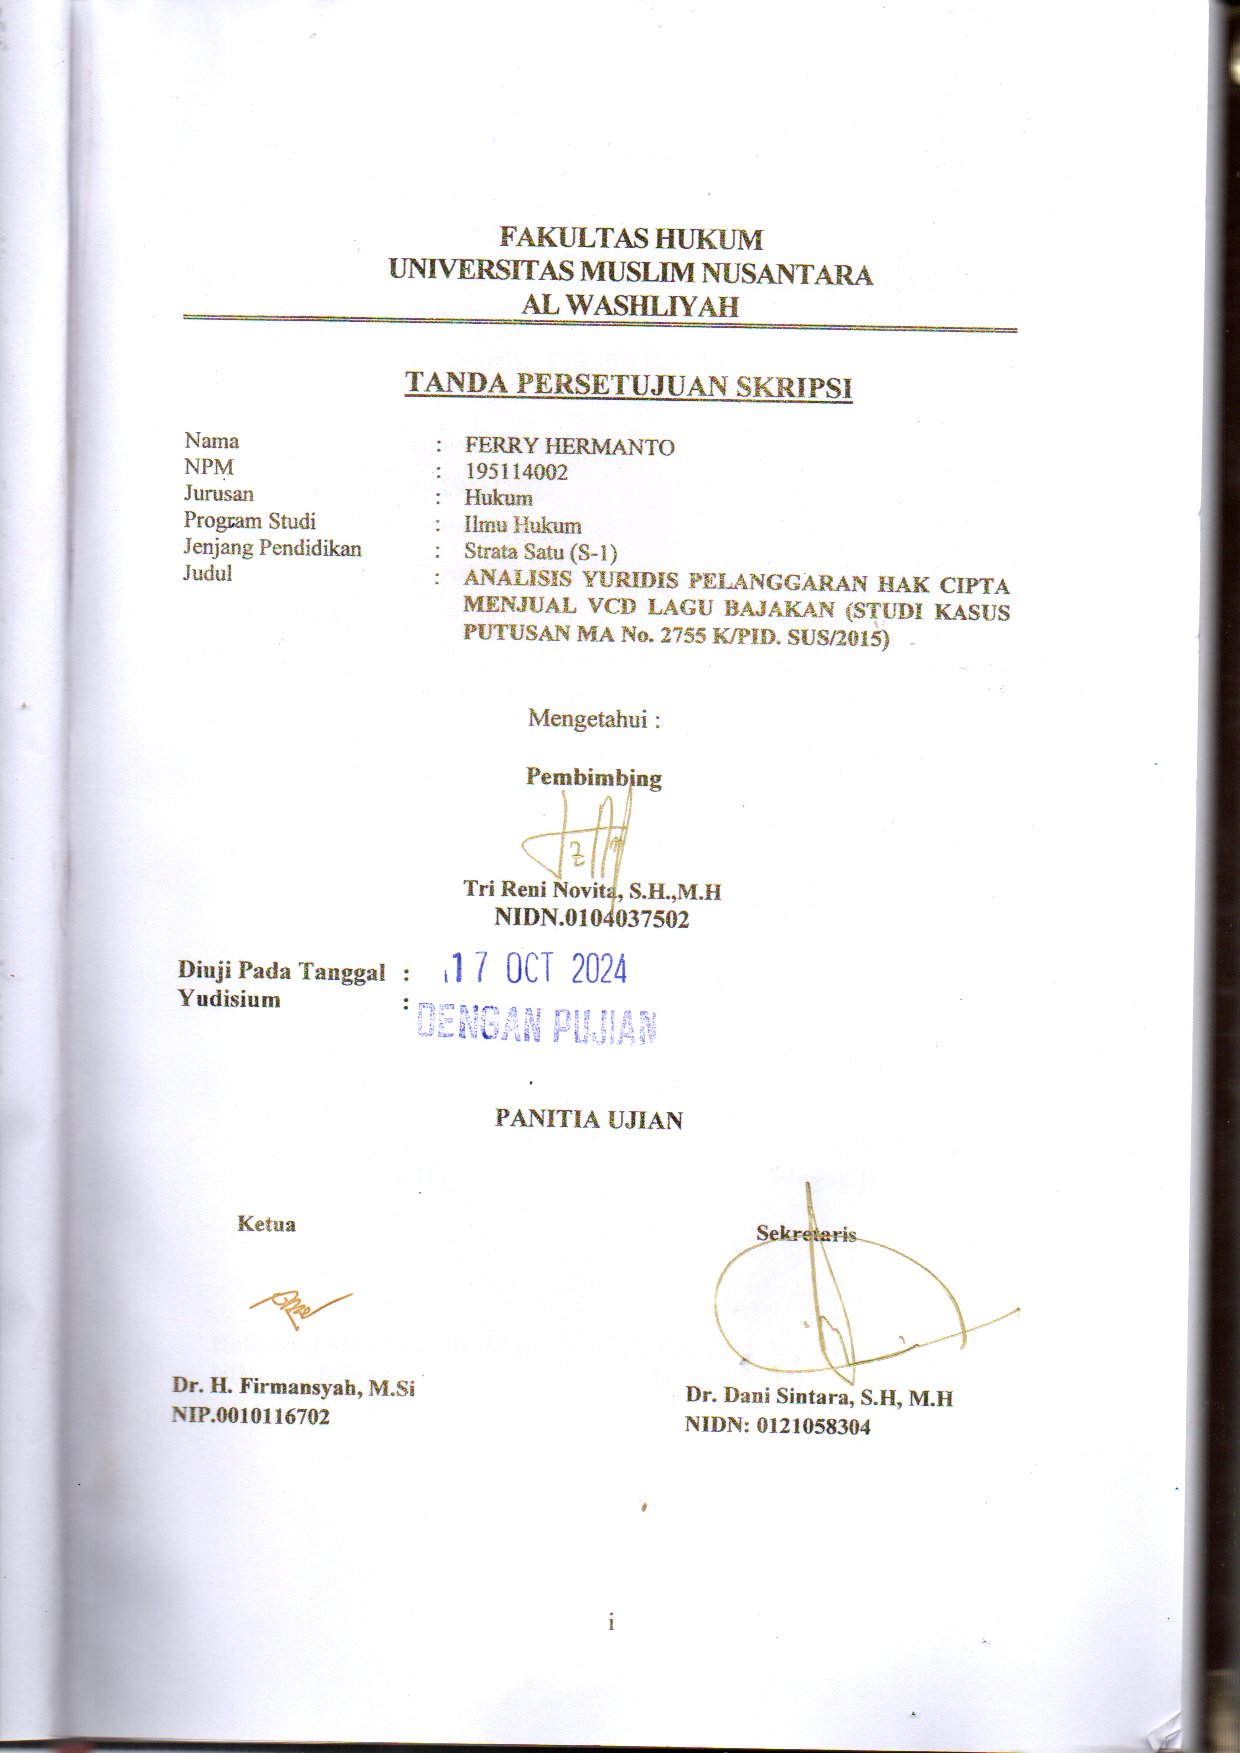 FAKULTAS HUKUM
UNIVERSITAS MUSLIM NUSANTARA
AL WASHLIYAH
TANDA PERSETUJUAN SKRIPSI
Nama : FERRY HERMANTO
NPM : 195114002
Jurusan : Hukum
Program Studi : Ilmu Hukum
Jenjang Pendidikan : Strata Satu (S-1)
Judul : ANALISIS YURIDIS PELANGGARAN HAK CIPTA
MENJUAL VCD LAGU BAJAKAN (STUDI KASUS
PUTUSAN MA No. 2755 K/PID. SUS/2015)
Mengetahui :
Pembimbing
Tri Reni Novita, S.H.,M.H
NIDN.0104037502
Diuji Pada Tanggal : 17 OCT 2024
Yudisium : DENGAN PUJIAN
PANITIA UJIAN
Ketua
Sekretaris
Dr. H. Firmansyah, M.Si
NIP.0010116702
Dr. Dani Sintara, S.H, M.H
NIDN: 0121058304
i